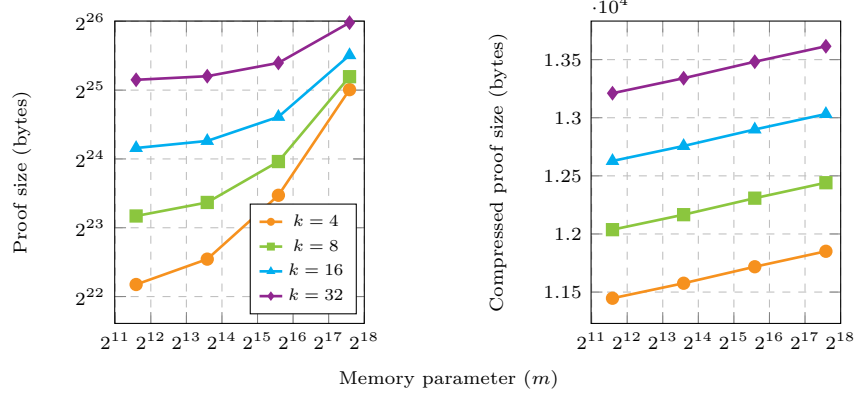 2^26
2^25
2^24
2^23
2^22
Proof size (bytes)
k = 4
k = 8
k = 16
k = 32
2^11 2^12 2^13 2^14 2^15 2^16 2^17 2^18
·10^4
1.35
1.3
1.25
1.2
1.15
Compressed proof size (bytes)
2^11 2^12 2^13 2^14 2^15 2^16 2^17 2^18
Memory parameter (m)